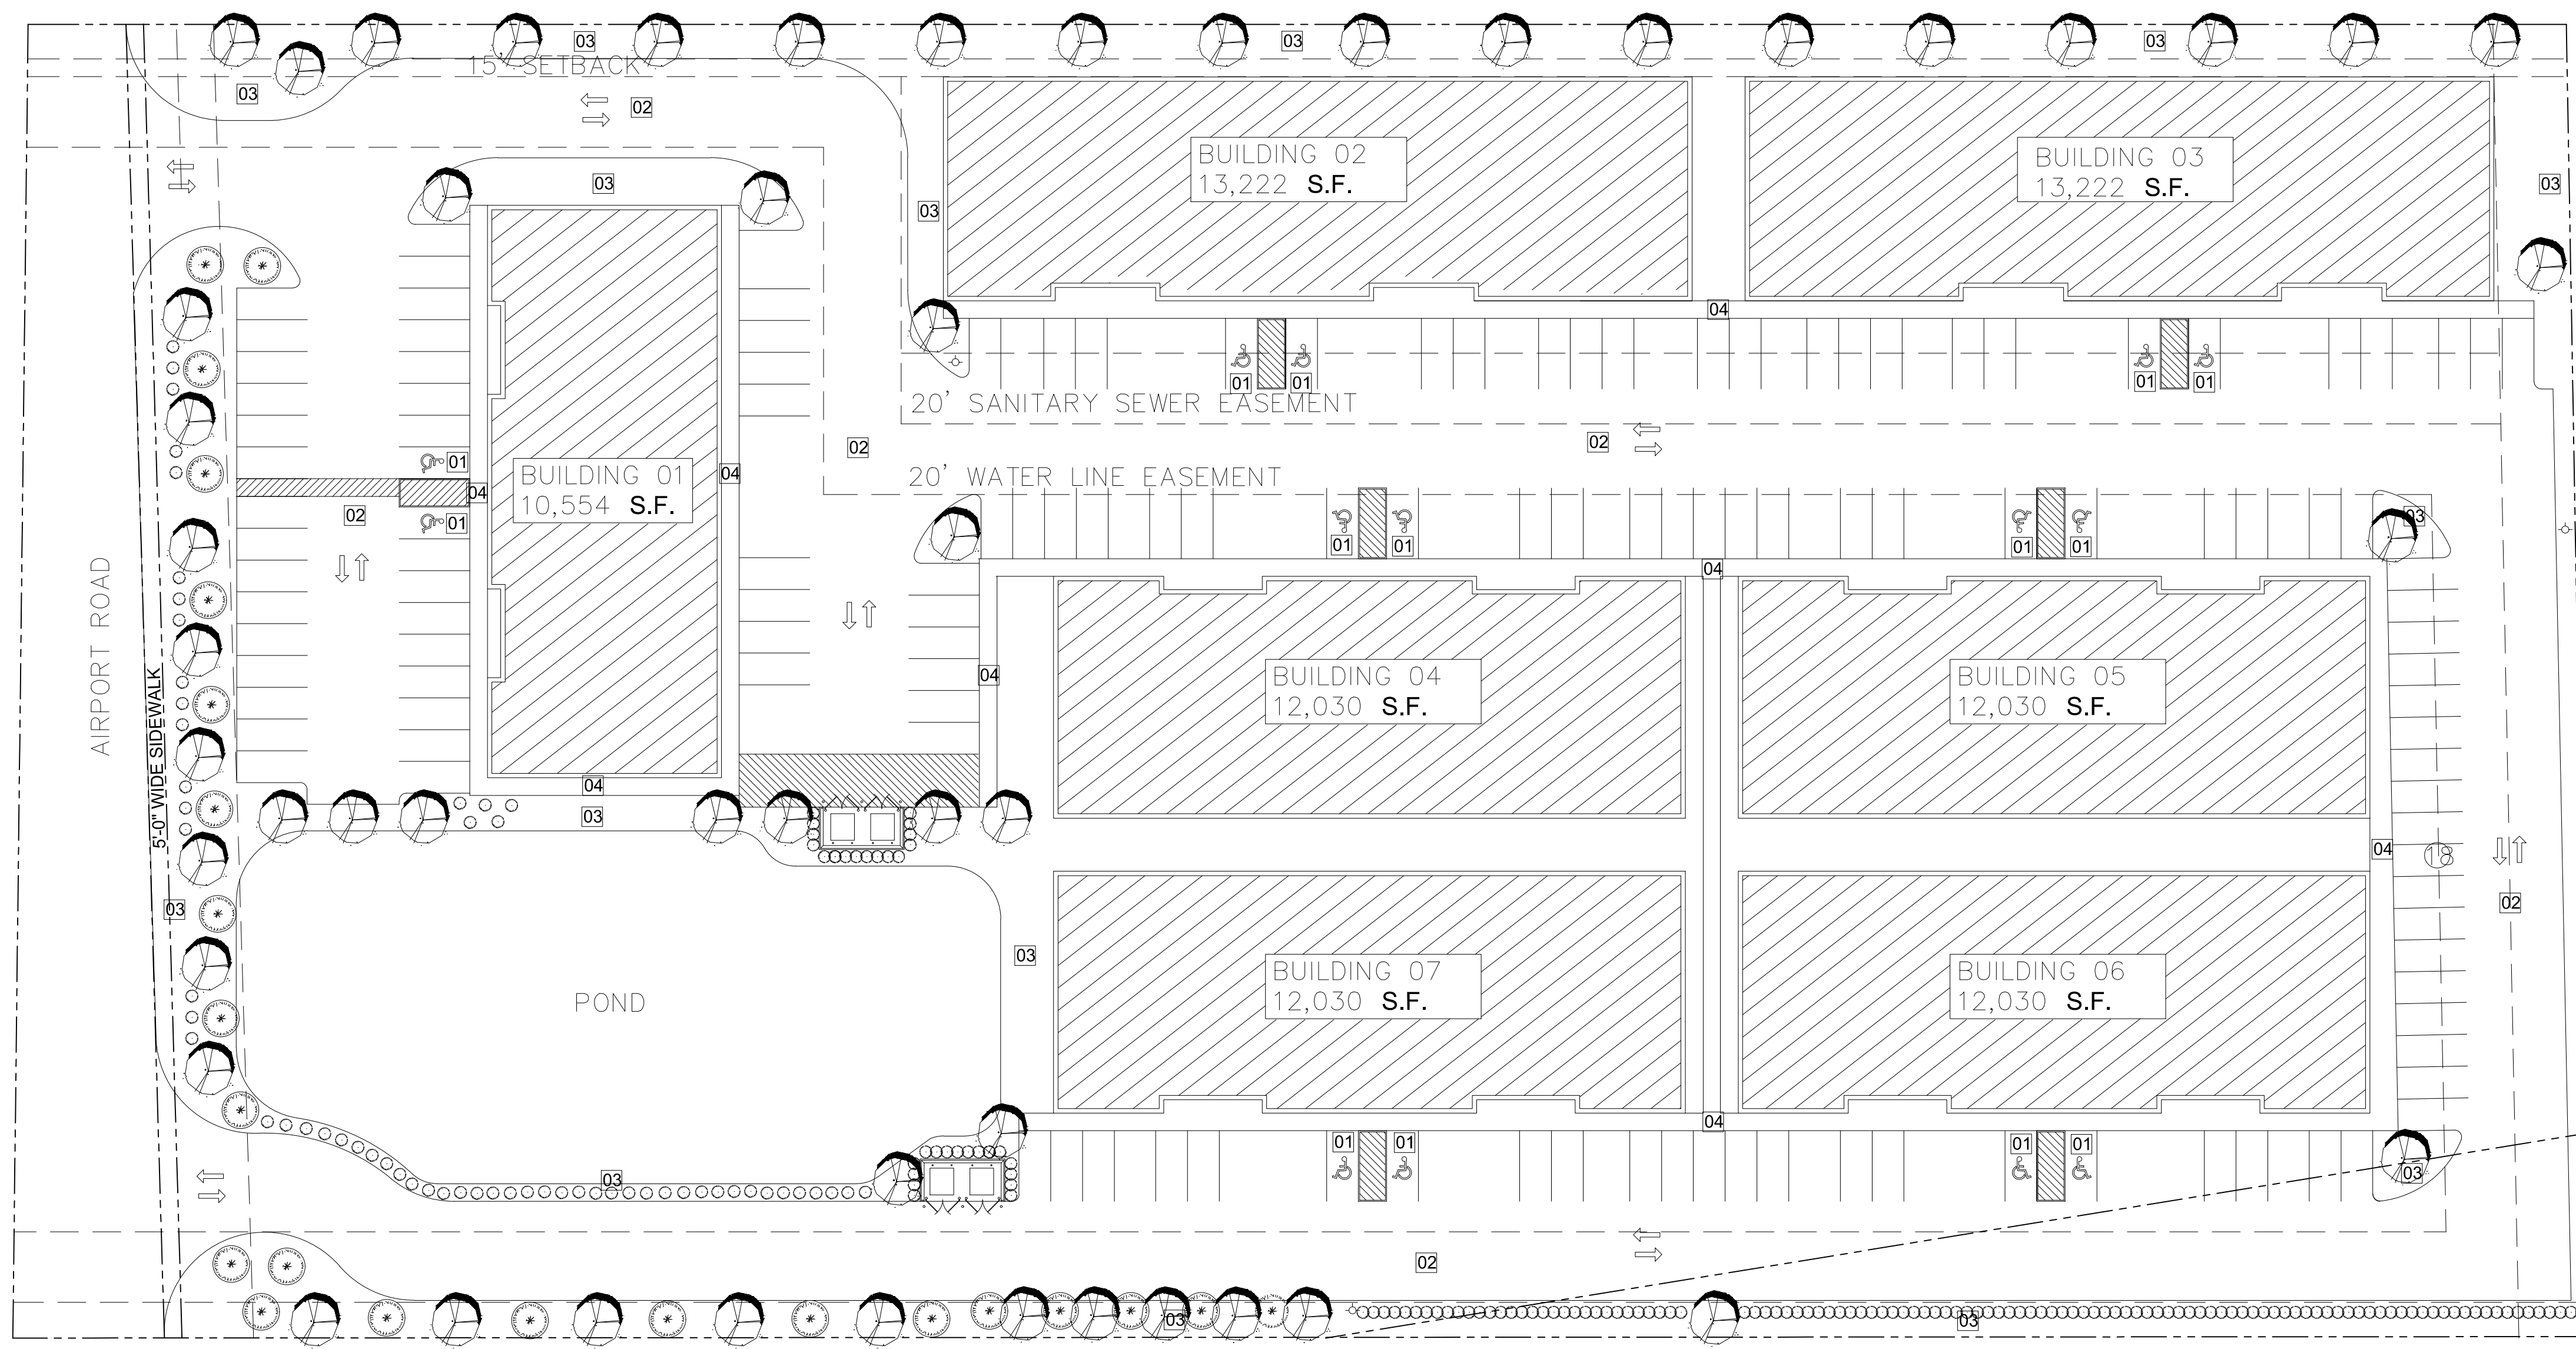 03
03
03
15' SETBACK
03
02
BUILDING 02
13,222 S.F.
BUILDING 03
13,222 S.F.
03
03
03
04
01
01
01
01
20' SANITARY SEWER EASEMENT
02
02
01
04
04
BUILDING 01
10,554 S.F.
20' WATER LINE EASEMENT
02
01
03
01
01
01
01
04
AIRPORT ROAD
5'-0" WIDE SIDEWALK
04
BUILDING 04
12,030 S.F.
BUILDING 05
12,030 S.F.
04
03
04
18
02
03
03
POND
BUILDING 07
12,030 S.F.
BUILDING 06
12,030 S.F.
04
01
01
01
01
03
03
02
03
03